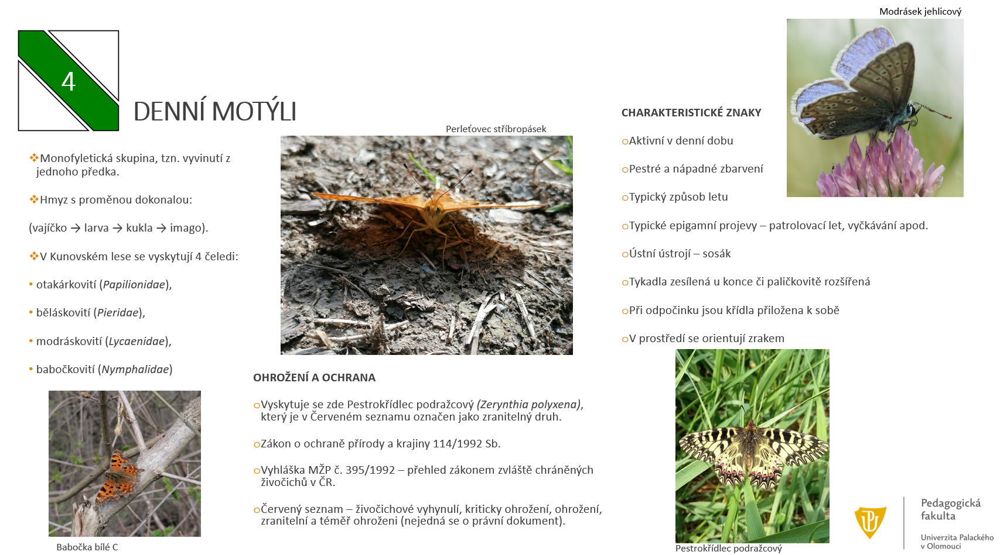 4
DENNÍ MOTÝLI
❖Monofyletická skupina, tzn. vyvinutí z
jednoho předka.
❖Hmyz s proměnou dokonalou:
(vajíčko → larva → kukla → imago).
❖V Kunovském lese se vyskytují 4 čeledi:
• otakárkovití (Papilionidae),
• běláskovití (Pieridae),
• modráskovití (Lycaenidae),
• babočkovití (Nymphalidae)
Babočka bílé C
Perleťovec stříbropásek
OHROŽENÍ A OCHRANA
oVyskytuje se zde Pestrokřídlec podražcový (Zerynthia polyxena),
který je v Červeném seznamu označen jako zranitelný druh.
oZákon o ochraně přírody a krajiny 114/1992 Sb.
oVyhláška MŽP č. 395/1992 – přehled zákonem zvláště chráněných
živočichů v ČR.
oČervený seznam – živočichové vyhynulí, kriticky ohrožení, ohrožení,
zranitelní a téměř ohroženi (nejedná se o právní dokument).
Modrásek jehlicový
CHARAKTERISTICKÉ ZNAKY
oAktivní v denní dobu
oPestré a nápadné zbarvení
oTypický způsob letu
oTypické epigamní projevy – patrolovací let, vyčkávání apod.
oÚstní ústrojí – sosák
oTykadla zesílená u konce či paličkovitě rozšířená
oPři odpočinku jsou křídla přiložena k sobě
oV prostředí se orientují zrakem
Pestrokřídlec podražcový
Pedagogická
fakulta
Univerzita Palackého
v Olomouci